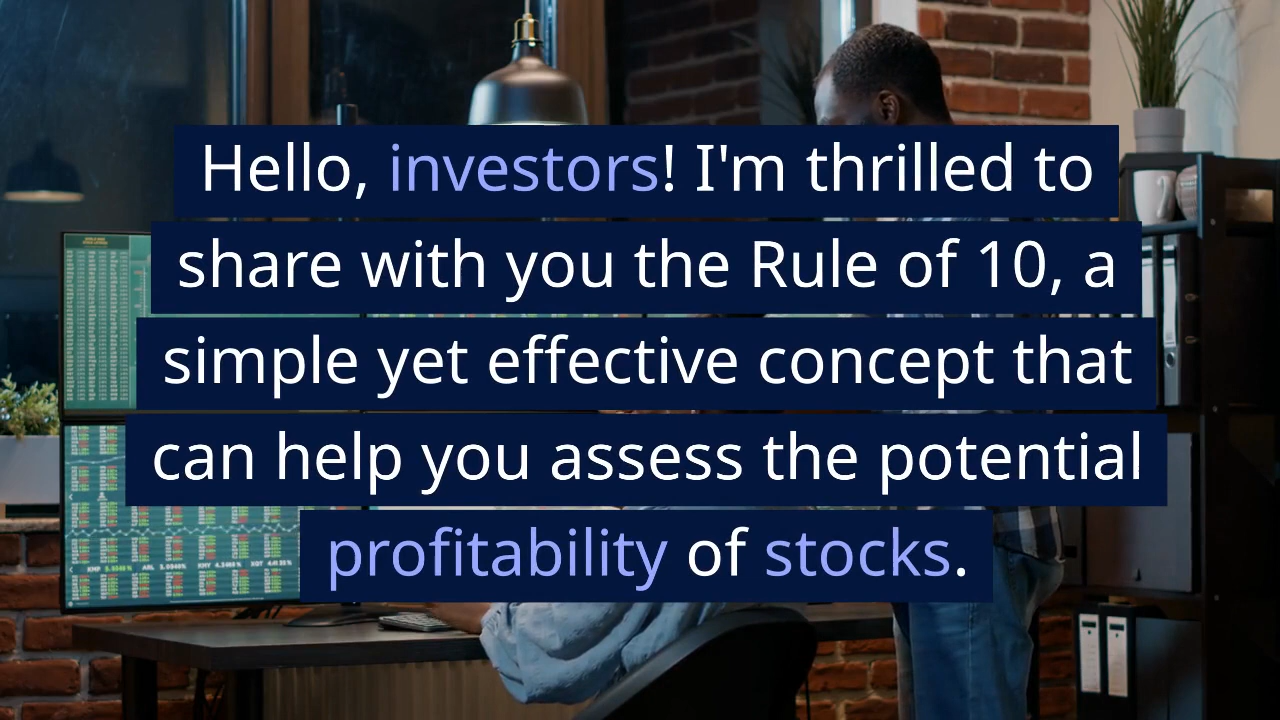 Hello, investors! I'm thrilled to
share with you the Rule of 10, a
simple yet effective concept that
can help you assess the potential
profitability of stocks.